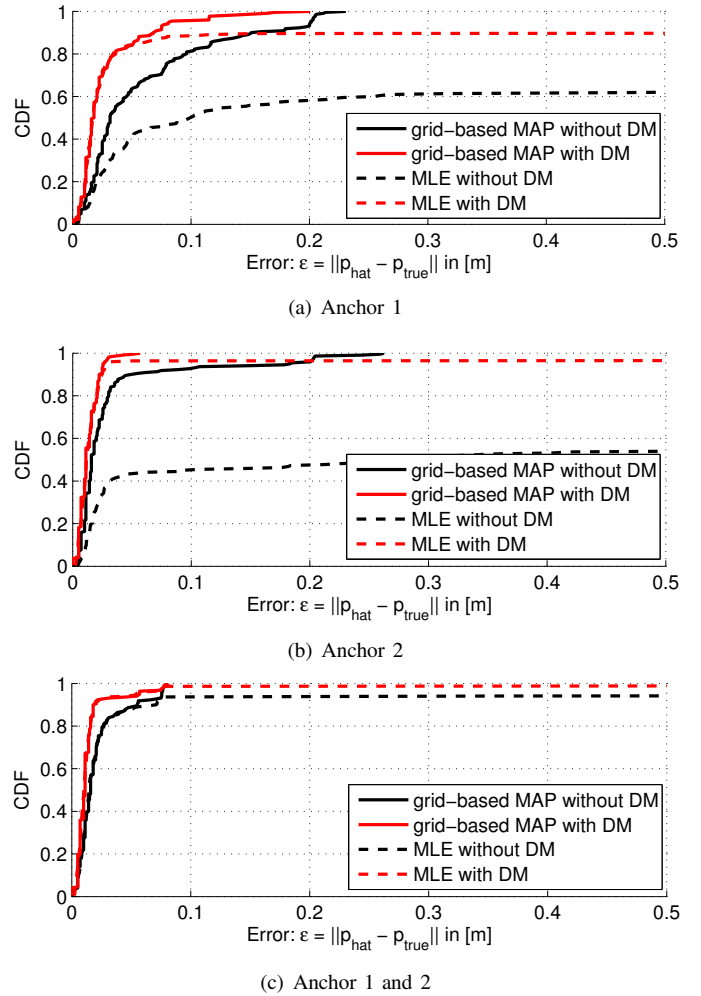 1
0.8
0.6
0.4
0.2
0
CDF
0 0.1 0.2 0.3 0.4 0.5
grid−based MAP without DM
grid−based MAP with DM
MLE without DM
MLE with DM
Error: ε = ||p_hat − p_true|| in [m]
(a) Anchor 1
1
0.8
0.6
0.4
0.2
0
CDF
0 0.1 0.2 0.3 0.4 0.5
grid−based MAP without DM
grid−based MAP with DM
MLE without DM
MLE with DM
Error: ε = ||p_hat − p_true|| in [m]
(b) Anchor 2
1
0.8
0.6
0.4
0.2
0
CDF
0 0.1 0.2 0.3 0.4 0.5
grid−based MAP without DM
grid−based MAP with DM
MLE without DM
MLE with DM
Error: ε = ||p_hat − p_true|| in [m]
(c) Anchor 1 and 2